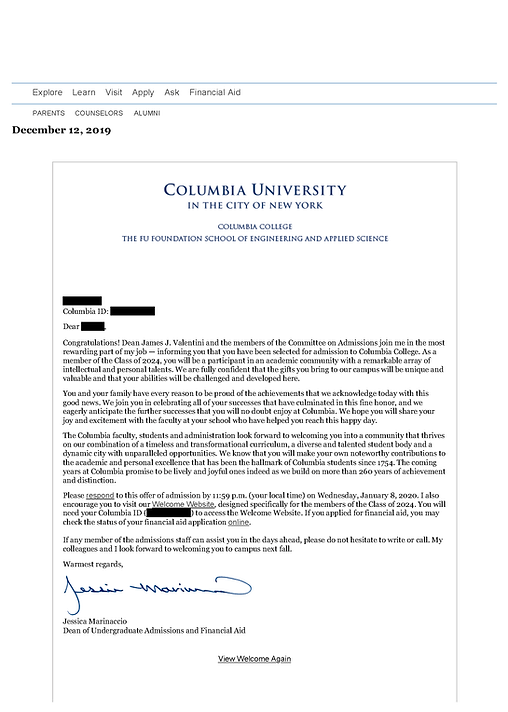 Explore Learn Visit Apply Ask Financial Aid
PARENTS COUNSELORS ALUMNI
December 12, 2019
COLUMBIA UNIVERSITY
IN THE CITY OF NEW YORK
COLUMBIA COLLEGE
THE FU FOUNDATION SCHOOL OF ENGINEERING AND APPLIED SCIENCE
Columbia ID:
Dear ,
Congratulations! Dean James J. Valentini and the members of the Committee on Admissions join me in the most
rewarding part of my job — informing you that you have been selected for admission to Columbia College. As a
member of the Class of 2024, you will be a participant in an academic community with a remarkable array of
intellectual and personal talents. We are fully confident that the gifts you bring to our campus will be unique and
valuable and that your abilities will be challenged and developed here.
You and your family have every reason to be proud of the achievements that we acknowledge today with this
good news. We join you in celebrating all of your successes that have culminated in this fine honor, and we
eagerly anticipate the further successes that you will no doubt enjoy at Columbia. We hope you will share your
joy and excitement with the faculty at your school who have helped you reach this happy day.
The Columbia faculty, students and administration look forward to welcoming you into a community that thrives
on our combination of a timeless and transformational curriculum, a diverse and talented student body and a
dynamic city with unparalleled opportunities. We know that you will make your own noteworthy contributions to
the academic and personal excellence that has been the hallmark of Columbia students since 1754. The coming
years at Columbia promise to be lively and joyful ones indeed as we build on more than 260 years of achievement
and distinction.
Please respond to this offer of admission by 11:59 p.m. (your local time) on Wednesday, January 8, 2020. I also
encourage you to visit our Welcome Website, designed specifically for the members of the Class of 2024. You will
need your Columbia ID ( ) to access the Welcome Website. If you applied for financial aid, you may
check the status of your financial aid application online.
If any member of the admissions staff can assist you in the days ahead, please do not hesitate to write or call. My
colleagues and I look forward to welcoming you to campus next fall.
Warmest regards,
Jessica Marinaccio
Jessica Marinaccio
Dean of Undergraduate Admissions and Financial Aid
View Welcome Again